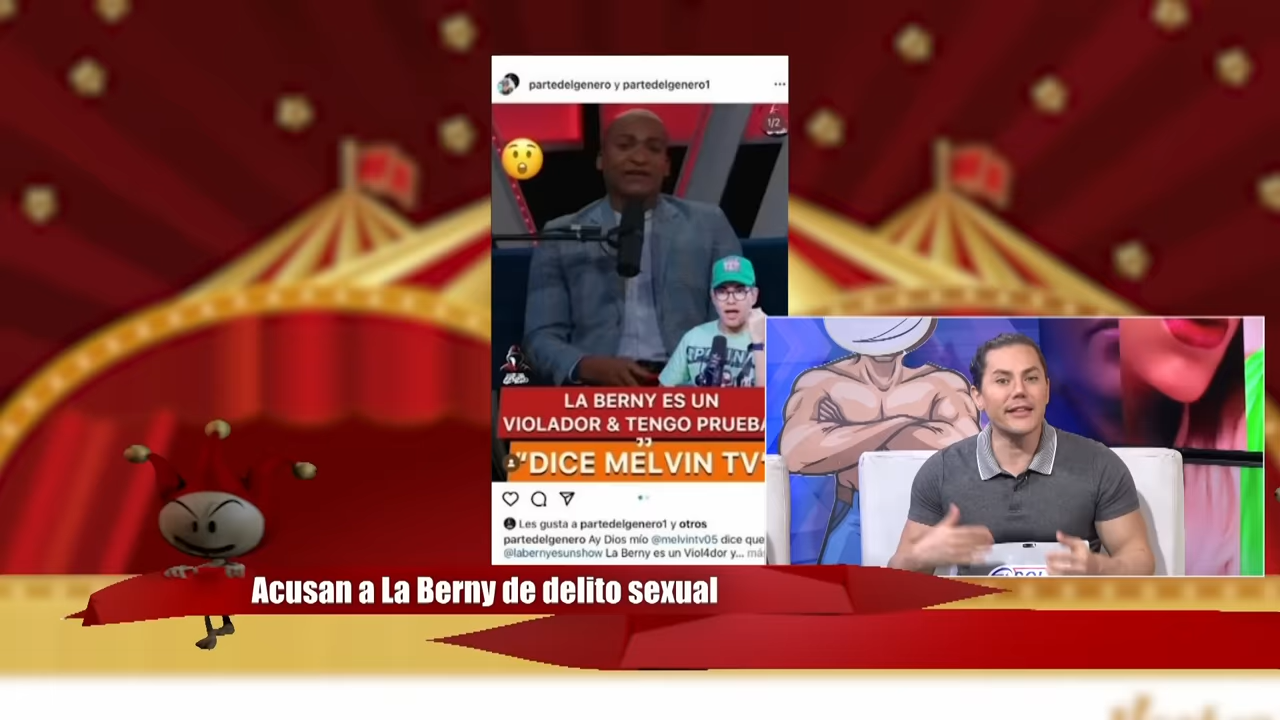 partedelgenero y partedelgenero1
1/2
LA BERNY ES UN
VIOLADOR & TENGO PRUEBA
"DICE MELVIN TV"
Les gusta a partedelgenero1 y otros
partedelgenero Ay Dios mío @melvintv05 dice que
@labernyesunshow La Berny es un Viol4dor y... má
Acusan a La Berny de delito sexual